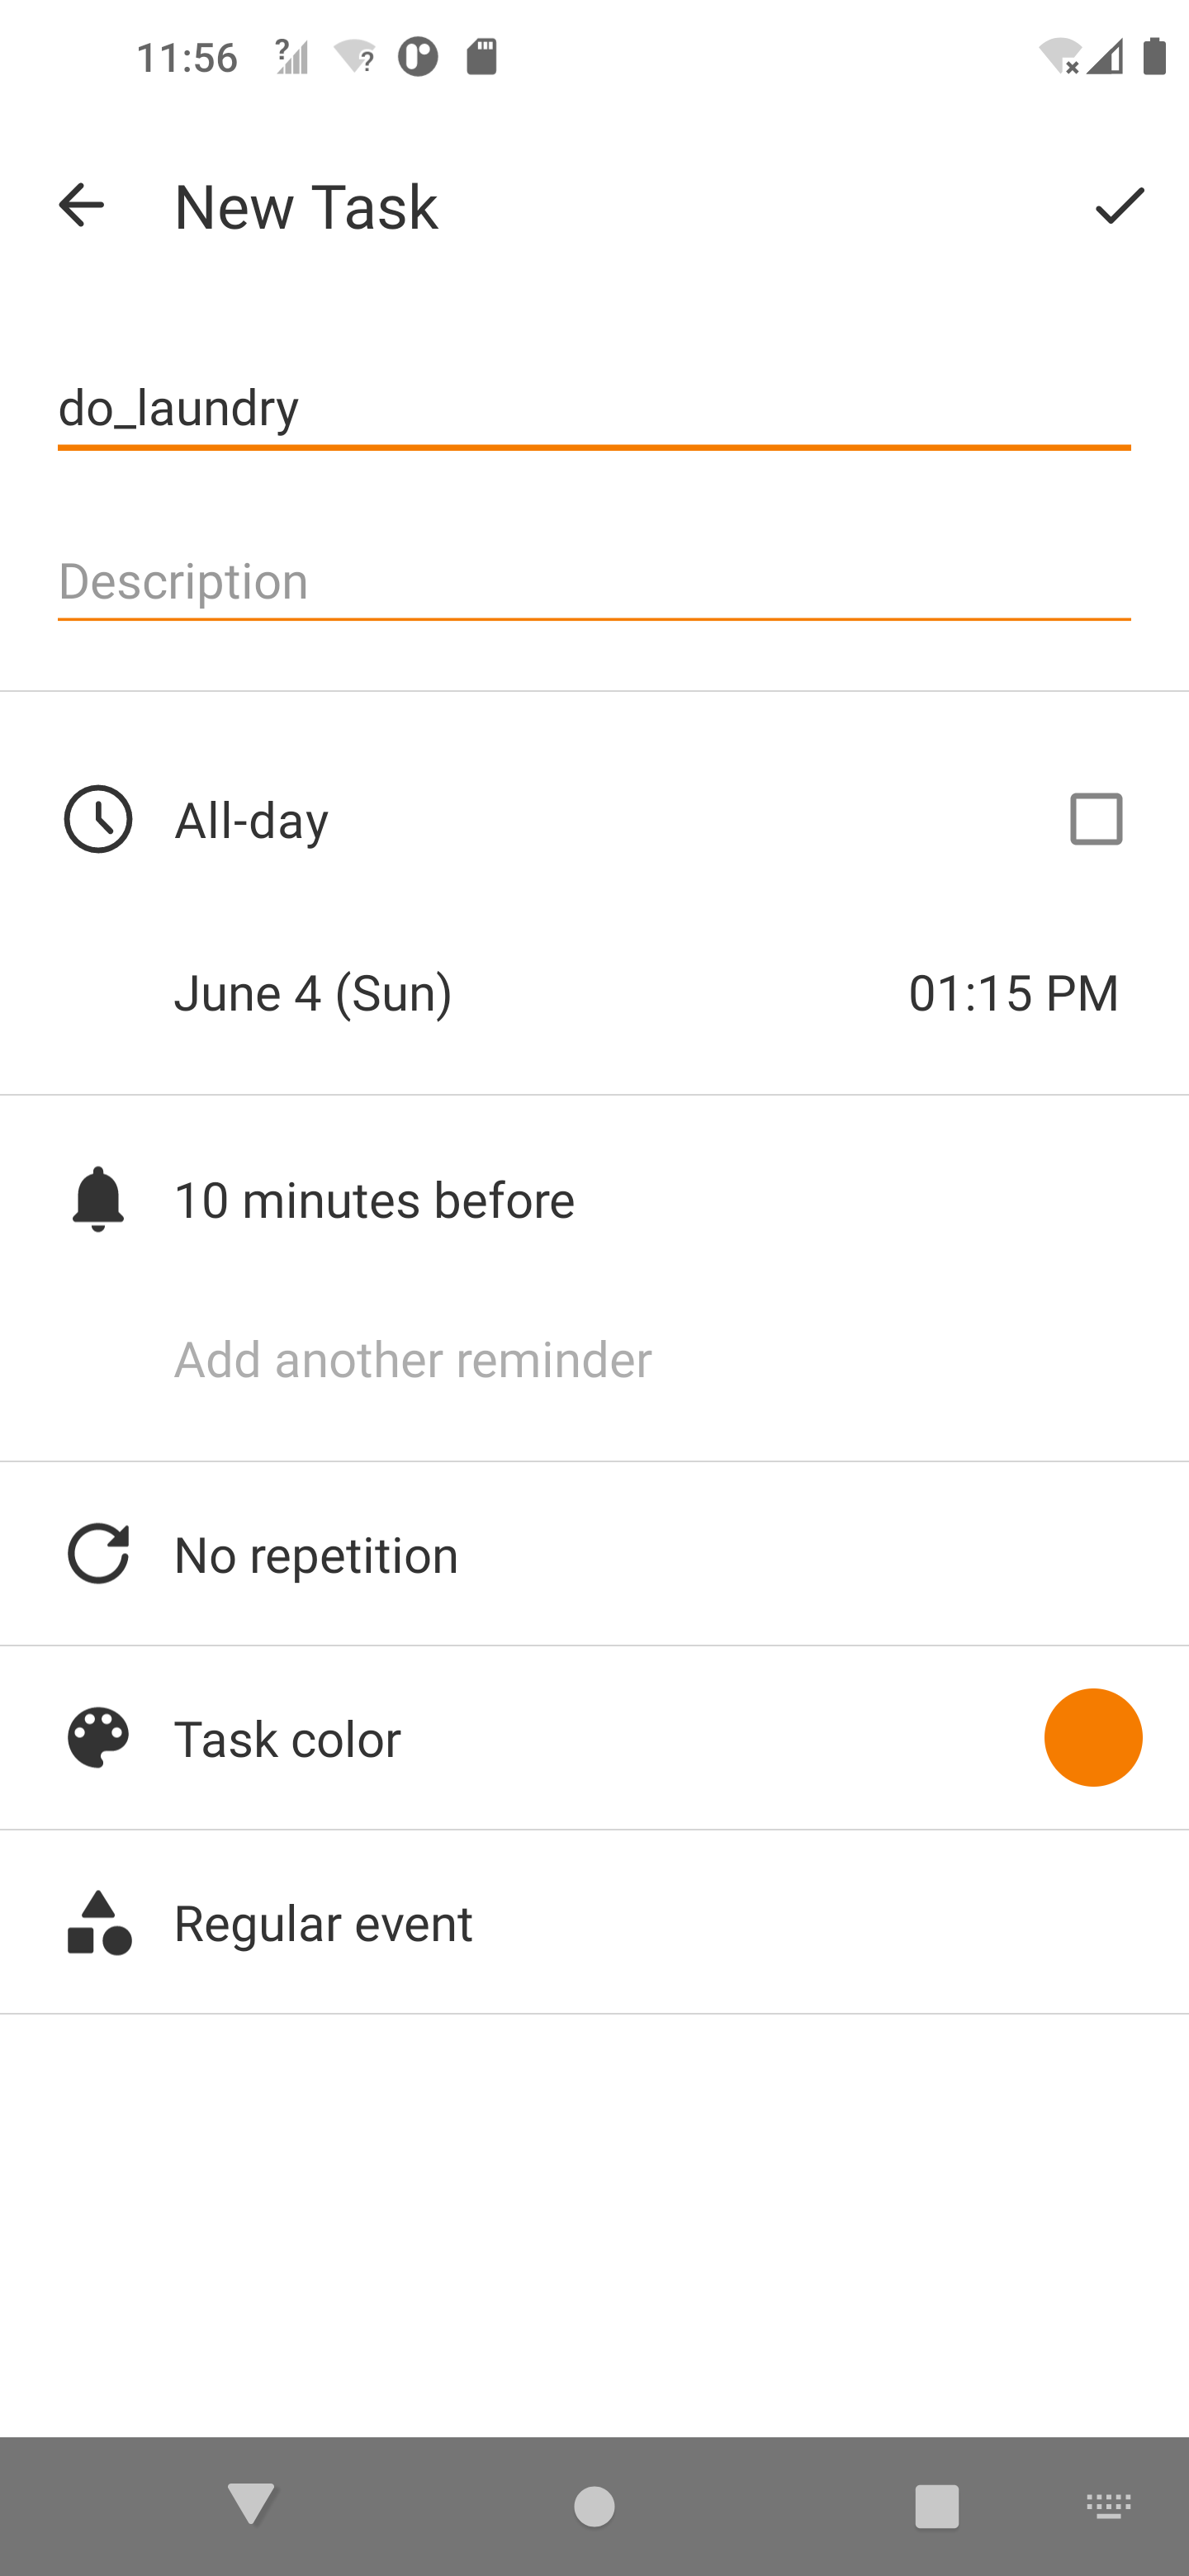 11:56
New Task
do_laundry
Description
All-day
June 4 (Sun) 01:15 PM
10 minutes before
Add another reminder
No repetition
Task color
Regular event